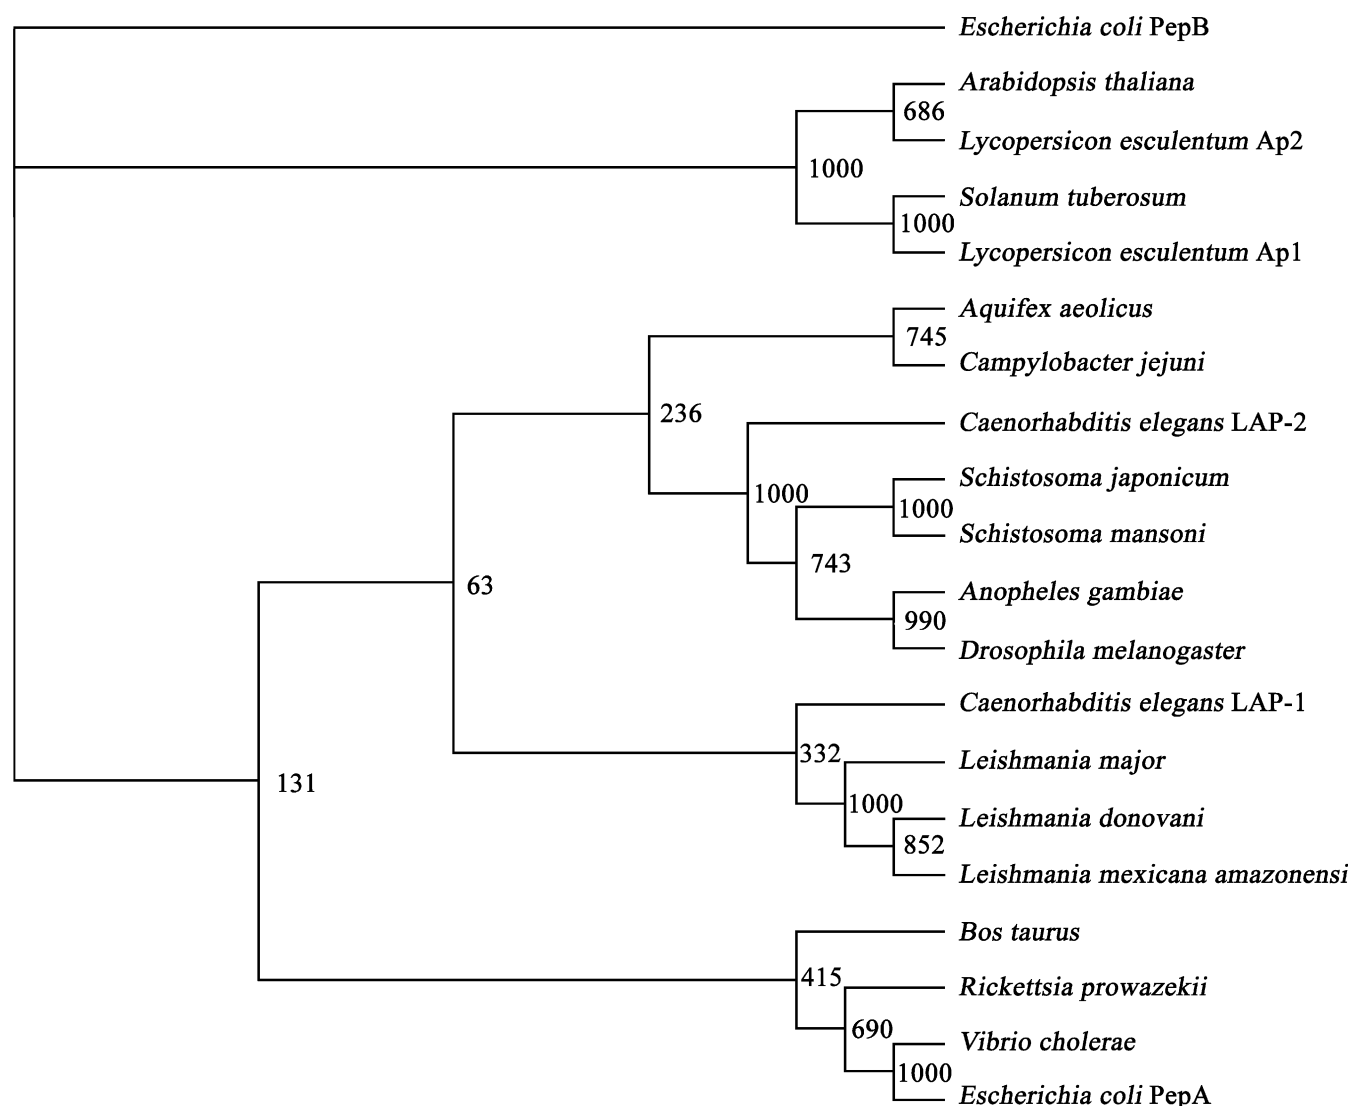 Escherichia coli PepB
Arabidopsis thaliana
686
Lycopersicon esculentum Ap2
1000
Solanum tuberosum
1000
Lycopersicon esculentum Ap1
Aquifex aeolicus
745
Campylobacter jejuni
236
Caenorhabditis elegans LAP-2
Schistosoma japonicum
1000
1000
Schistosoma mansoni
743
63
Anopheles gambiae
990
Drosophila melanogaster
Caenorhabditis elegans LAP-1
332
Leishmania major
131
1000
Leishmania donovani
852
Leishmania mexicana amazonensi
Bos taurus
415
Rickettsia prowazekii
690
Vibrio cholerae
1000
Escherichia coli PepA